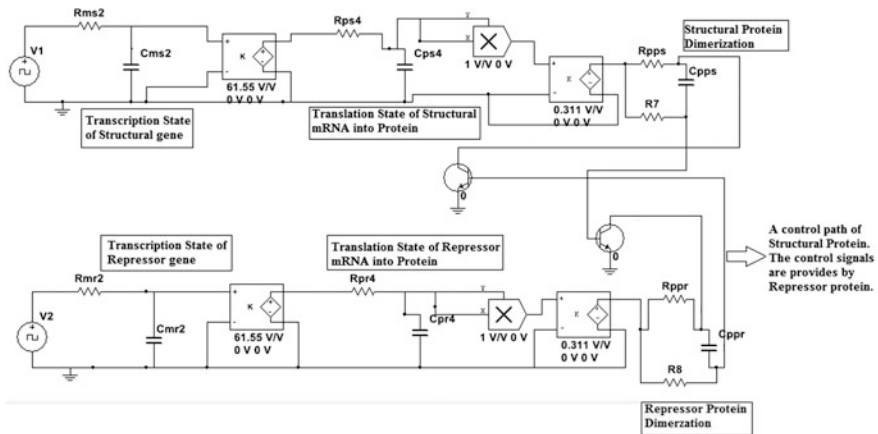 Rms2
V1
Cms2
K
61.55 V/V
0 V 0 V
Transcription State
of Structural gene
Rps4
Cps4
Y
X
1 V/V 0 V
Translation State of Structural
mRNA into Protein
K
0.311 V/V
0 V 0 V
Rpps
Cpps
R7
Structural Protein
Dimerization
0
0
A control path of
Structural Protein.
The control signals
are provides by
Repressor protein.
Transcription State of
Repressor gene
Rmr2
V2
Cmr2
K
61.55 V/V
0 V 0 V
Translation State of Repressor
mRNA into Protein
Rpr4
Cpr4
Y
X
1 V/V 0 V
K
0.311 V/V
0 V 0 V
Rppr
Cppr
R8
Repressor Protein
Dimerzation